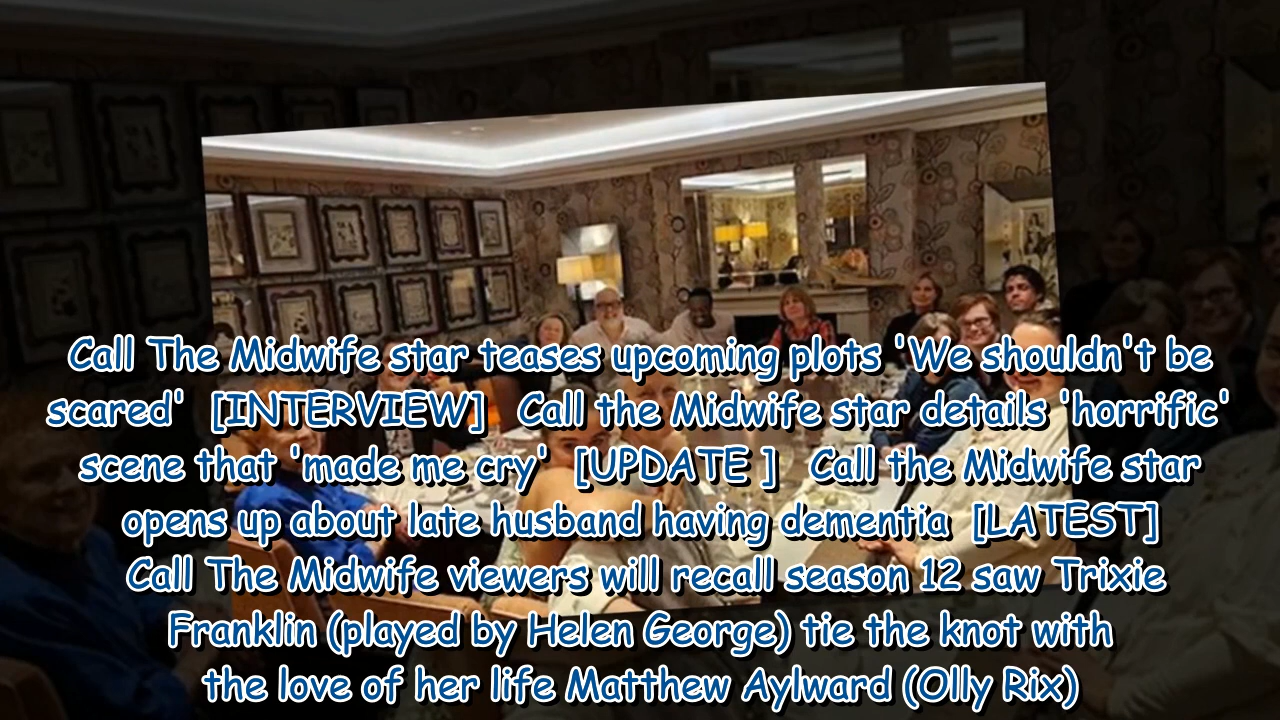 Call The Midwife star teases upcoming plots 'We shouldn't be
scared'  [INTERVIEW]   Call the Midwife star details 'horrific'
scene that 'made me cry'  [UPDATE ]   Call the Midwife star
opens up about late husband having dementia  [LATEST]
Call The Midwife viewers will recall season 12 saw Trixie
Franklin (played by Helen George) tie the knot with
the love of her life Matthew Aylward (Olly Rix)